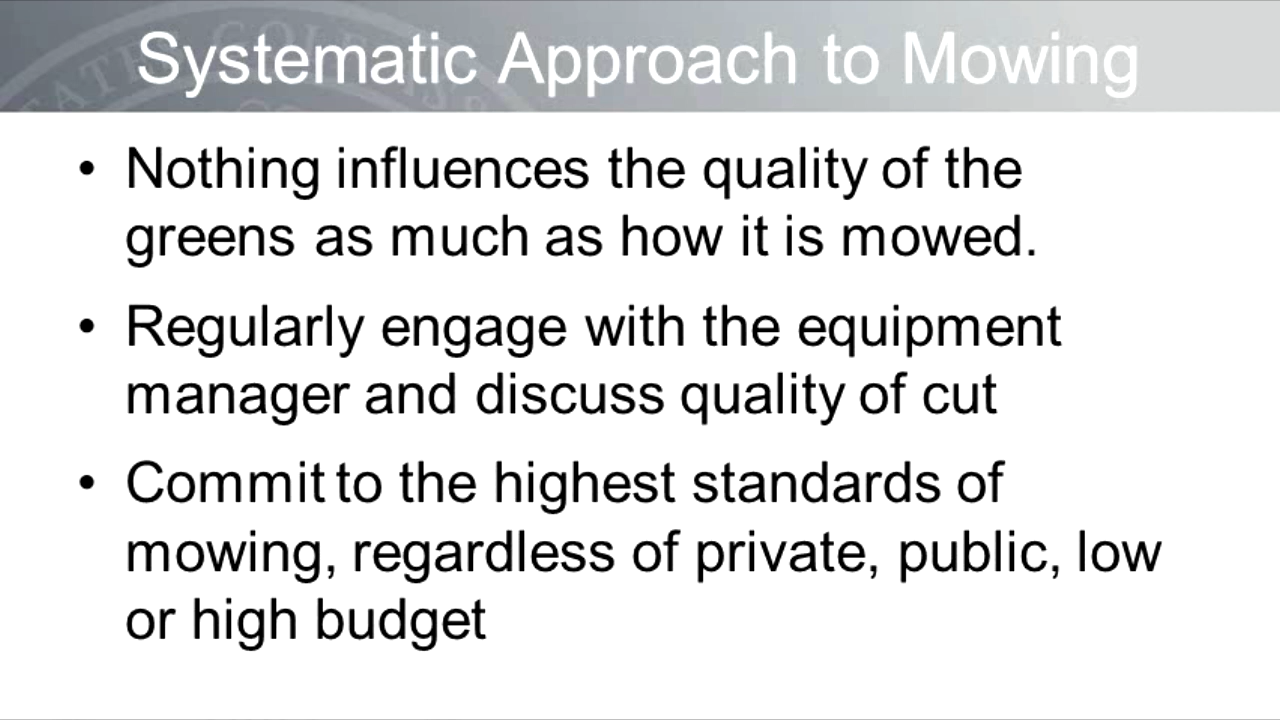 Systematic Approach to Mowing
• Nothing influences the quality of the
greens as much as how it is mowed.
• Regularly engage with the equipment
manager and discuss quality of cut
• Commit to the highest standards of
mowing, regardless of private, public, low
or high budget